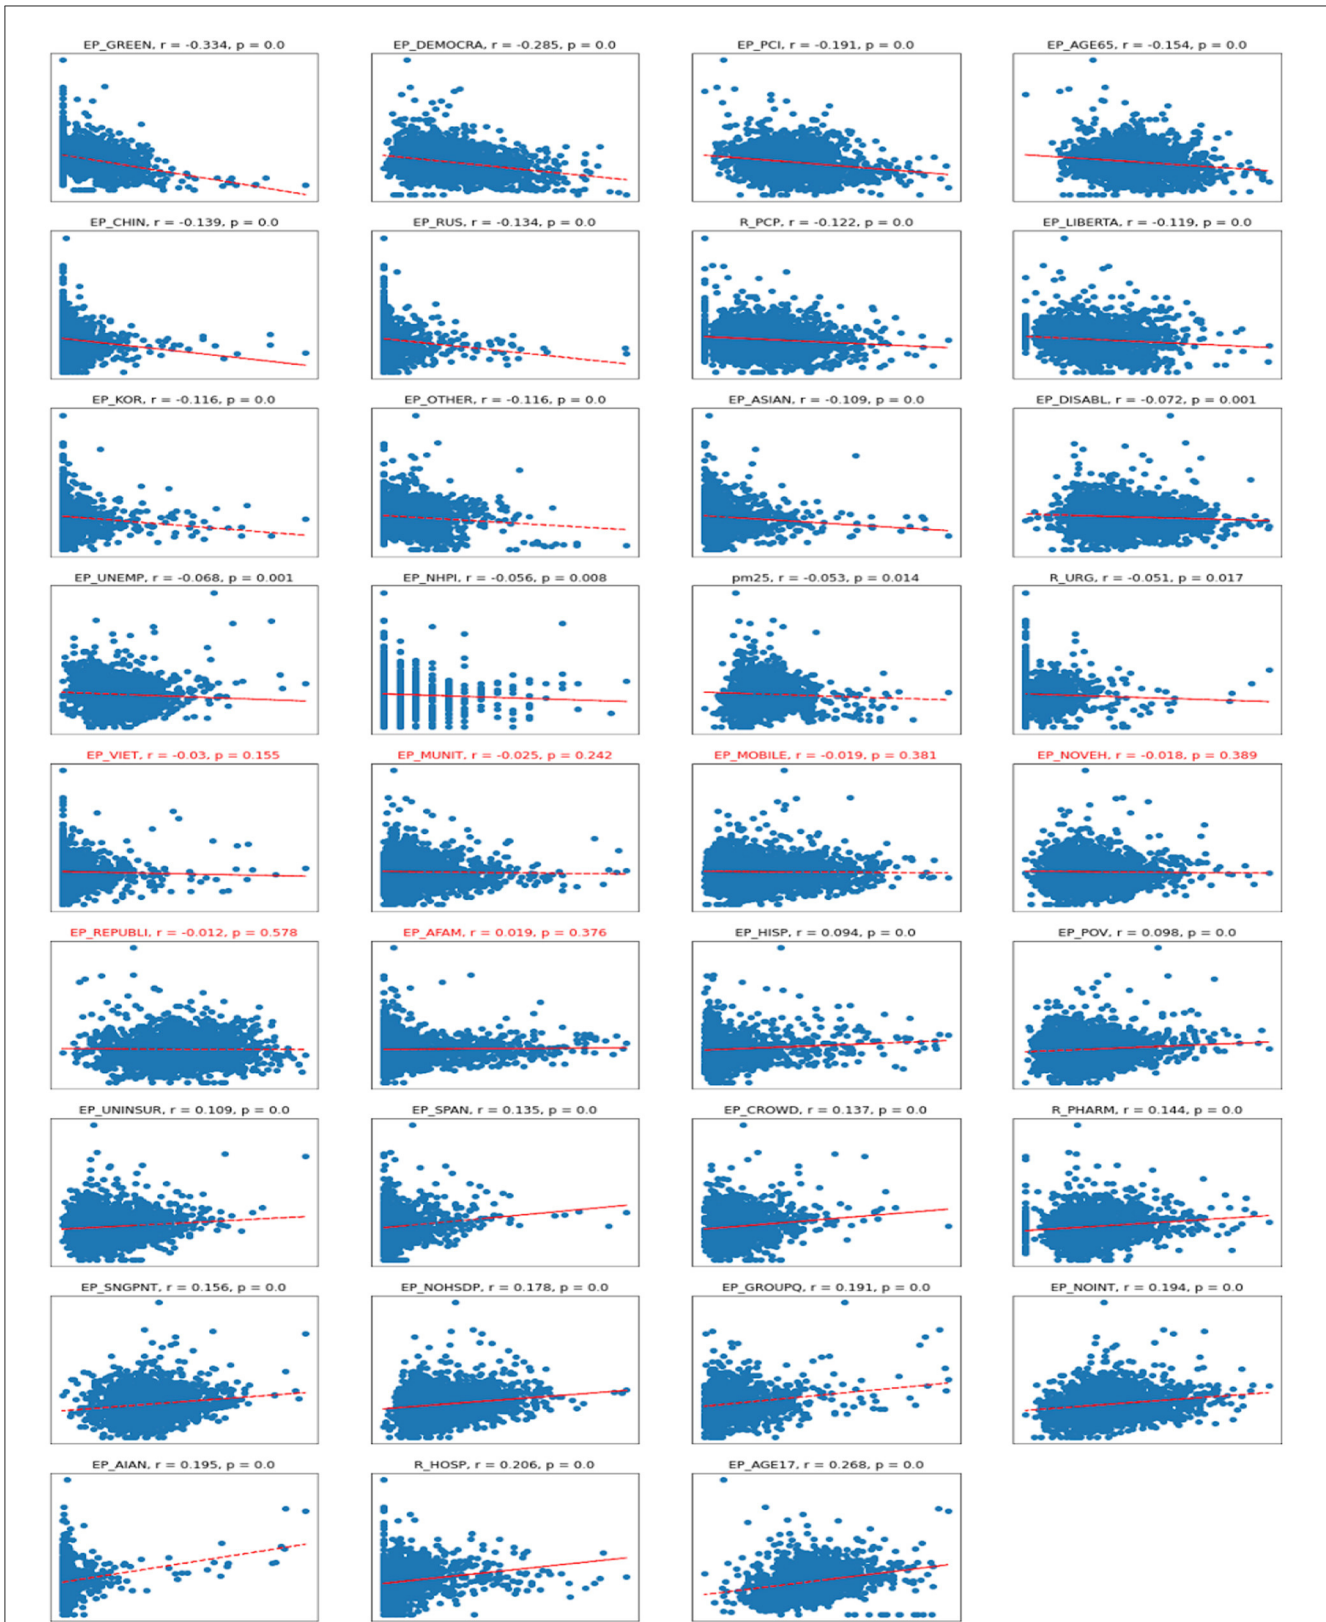 EP_GREEN, r = -0.334, p = 0.0
EP_DEMOCRA, r = -0.285, p = 0.0
EP_PCI, r = -0.191, p = 0.0
EP_AGE65, r = -0.154, p = 0.0
EP_CHIN, r = -0.139, p = 0.0
EP_RUS, r = -0.134, p = 0.0
R_PCP, r = -0.122, p = 0.0
EP_LIBERTA, r = -0.119, p = 0.0
EP_KOR, r = -0.116, p = 0.0
EP_OTHER, r = -0.116, p = 0.0
EP_ASIAN, r = -0.109, p = 0.0
EP_DISABL, r = -0.072, p = 0.001
EP_UNEMP, r = -0.068, p = 0.001
EP_NHPI, r = -0.056, p = 0.008
pm25, r = -0.053, p = 0.014
R_URG, r = -0.051, p = 0.017
EP_VIET, r = -0.03, p = 0.155
EP_MUNIT, r = -0.025, p = 0.242
EP_MOBILE, r = -0.019, p = 0.381
EP_NOVEH, r = -0.018, p = 0.389
EP_REPUBLI, r = -0.012, p = 0.578
EP_AFAM, r = 0.019, p = 0.376
EP_HISP, r = 0.094, p = 0.0
EP_POV, r = 0.098, p = 0.0
EP_UNINSUR, r = 0.109, p = 0.0
EP_SPAN, r = 0.135, p = 0.0
EP_CROWD, r = 0.137, p = 0.0
R_PHARM, r = 0.144, p = 0.0
EP_SNGPNT, r = 0.156, p = 0.0
EP_NOHSDP, r = 0.178, p = 0.0
EP_GROUPQ, r = 0.191, p = 0.0
EP_NOINT, r = 0.194, p = 0.0
EP_AIAN, r = 0.195, p = 0.0
R_HOSP, r = 0.206, p = 0.0
EP_AGE17, r = 0.268, p = 0.0